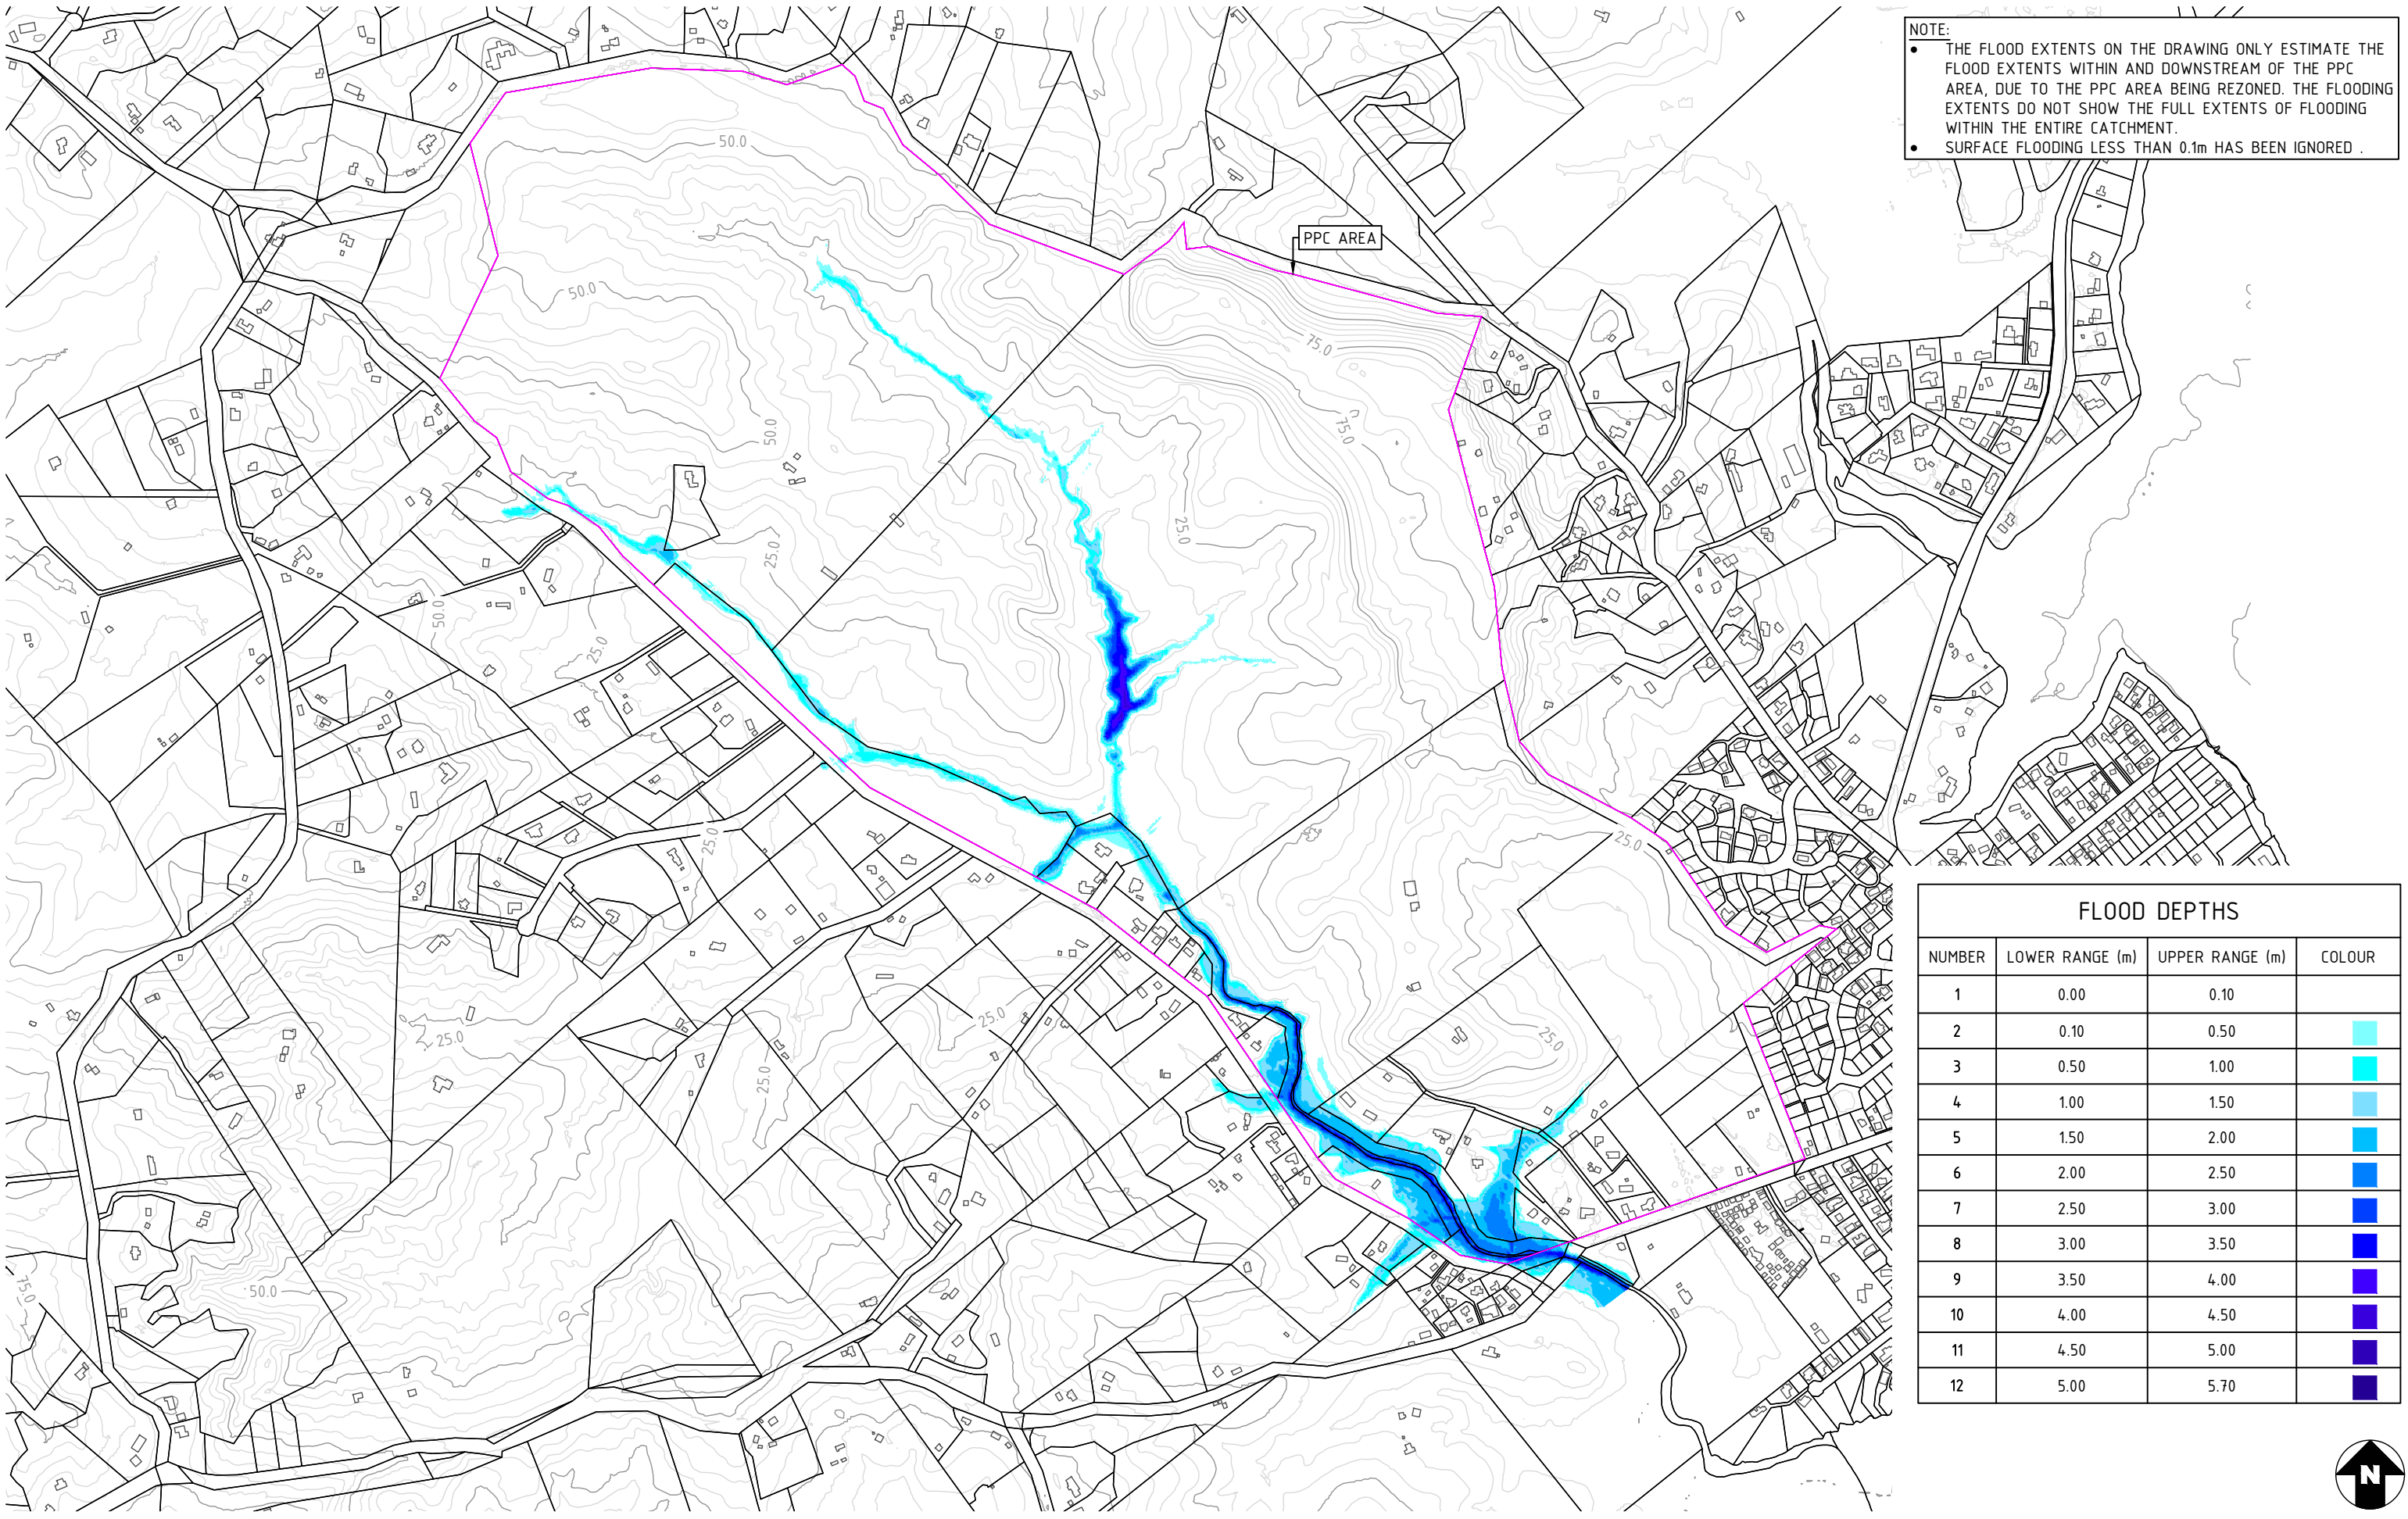 NOTE:
• THE FLOOD EXTENTS ON THE DRAWING ONLY ESTIMATE THE
FLOOD EXTENTS WITHIN AND DOWNSTREAM OF THE PPC
AREA, DUE TO THE PPC AREA BEING REZONED. THE FLOODING
EXTENTS DO NOT SHOW THE FULL EXTENTS OF FLOODING
WITHIN THE ENTIRE CATCHMENT.
• SURFACE FLOODING LESS THAN 0.1m HAS BEEN IGNORED .
50.0
PPC AREA
50.0
75.0
75.0
50.0
25.0
25.0
50.0
25.0
25.0
25.0
25.0
25.0
25.0
25.0
75.0
50.0
FLOOD DEPTHS
NUMBER LOWER RANGE (m) UPPER RANGE (m) COLOUR
1 0.00 0.10
2 0.10 0.50
3 0.50 1.00
4 1.00 1.50
5 1.50 2.00
6 2.00 2.50
7 2.50 3.00
8 3.00 3.50
9 3.50 4.00
10 4.00 4.50
11 4.50 5.00
12 5.00 5.70
N